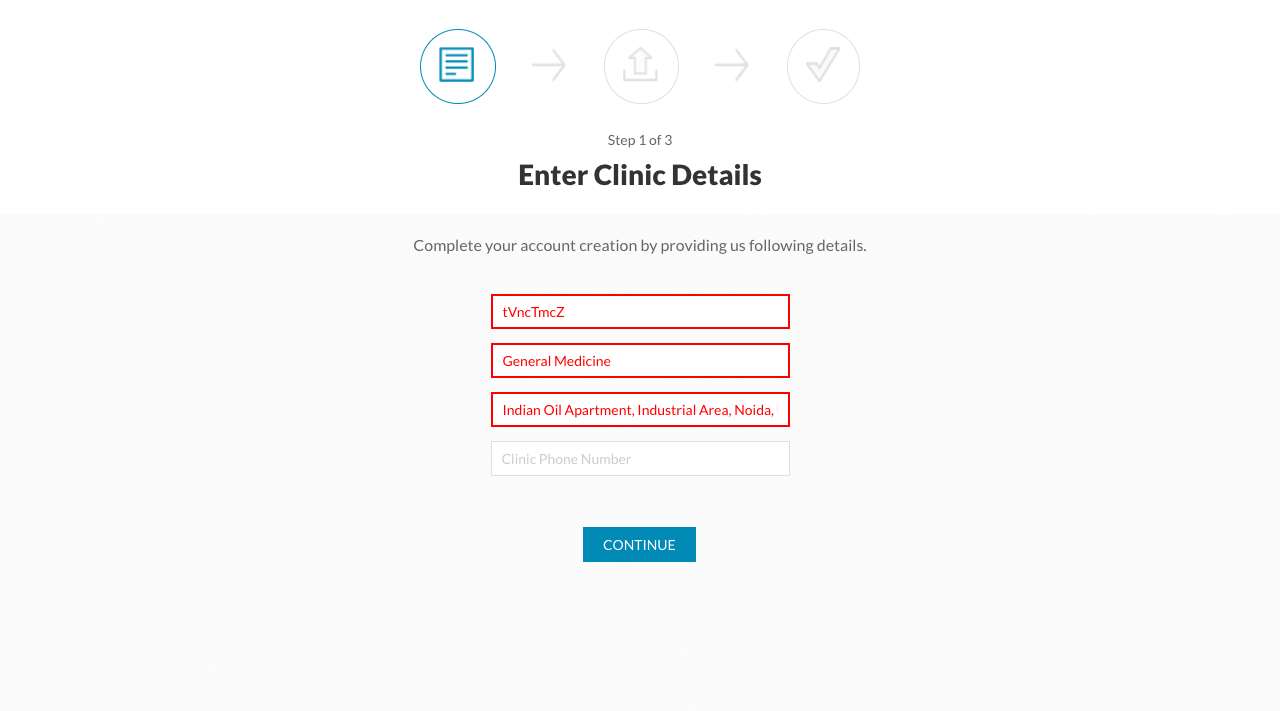 Step 1 of 3
Enter Clinic Details
Complete your account creation by providing us following details.
tVncTmcZ
General Medicine
Indian Oil Apartment, Industrial Area, Noida,
Clinic Phone Number
CONTINUE